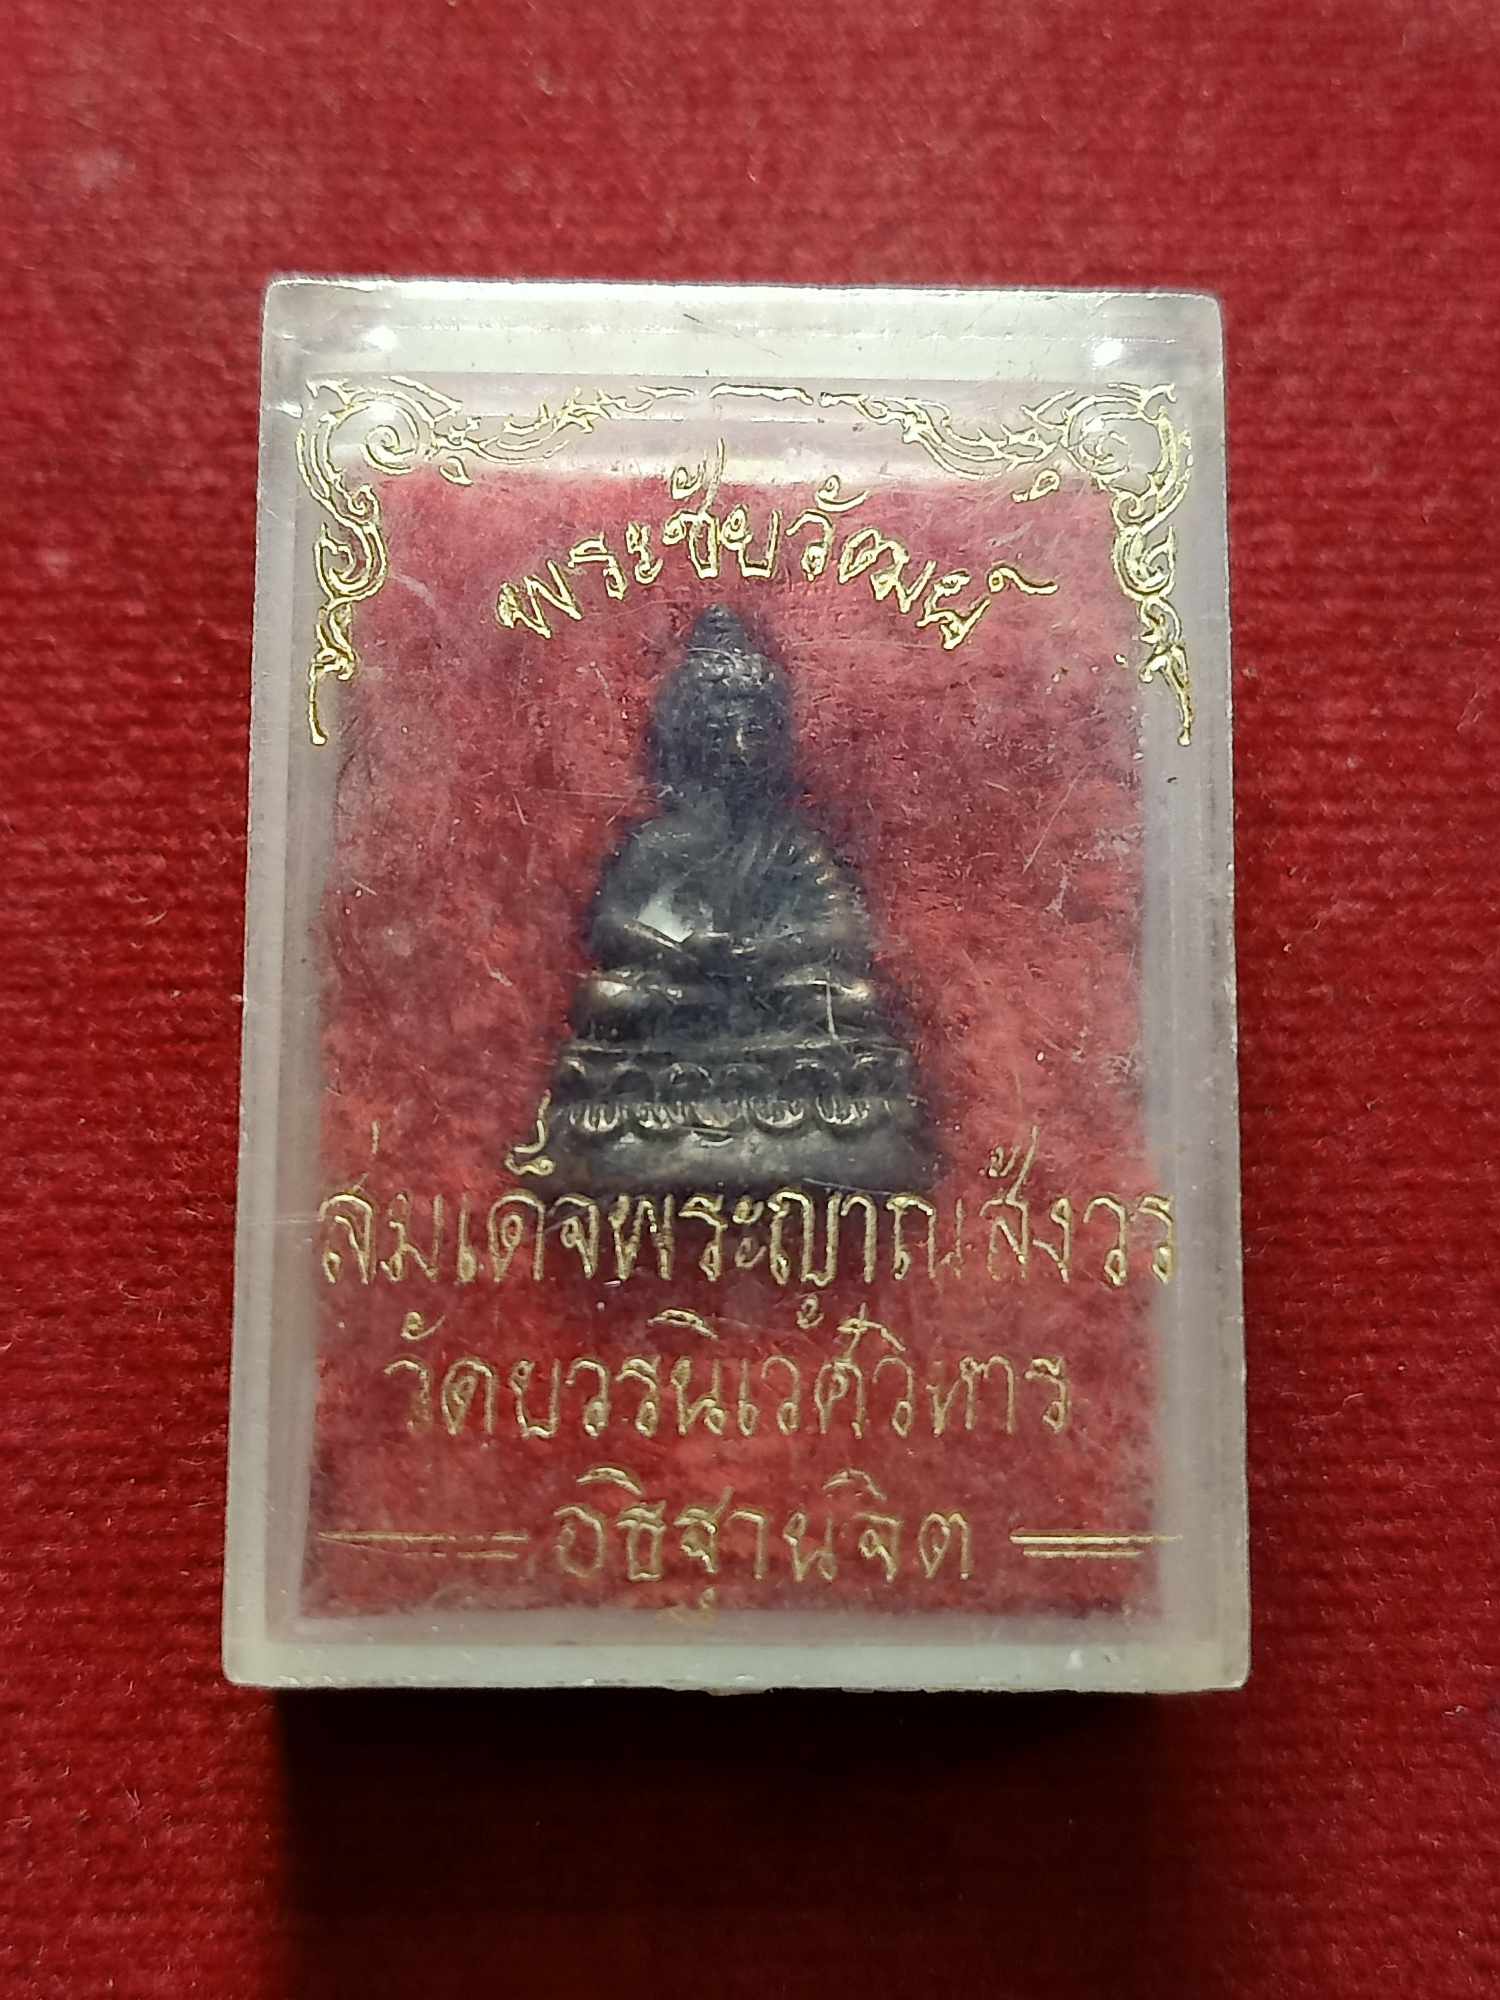 พระชัยวัฒน์
สมเด็จพระญาณสังวร
วัดบวรนิเวศวิหาร
อธิฐานจิต